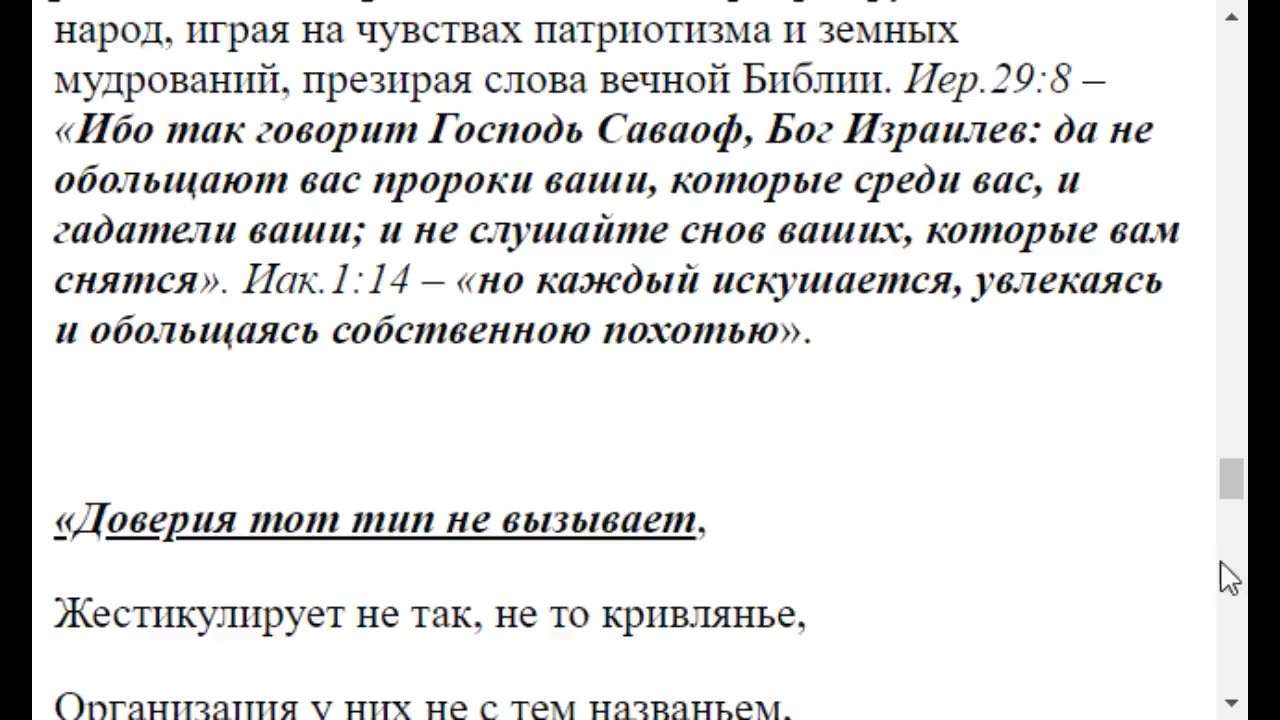 народ, играя на чувствах патриотизма и земных
мудрований, презирая слова вечной Библии. Иер.29:8 –
«Ибо так говорит Господь Саваоф, Бог Израилев: да не
обольщают вас пророки ваши, которые среди вас, и
гадатели ваши; и не слушайте снов ваших, которые вам
снятся». Иак.1:14 – «но каждый искушается, увлекаясь
и обольщаясь собственною похотью».
«Доверия тот тип не вызывает,
Жестикулирует не так, не то кривлянье,
Организация у них не с тем названьем,